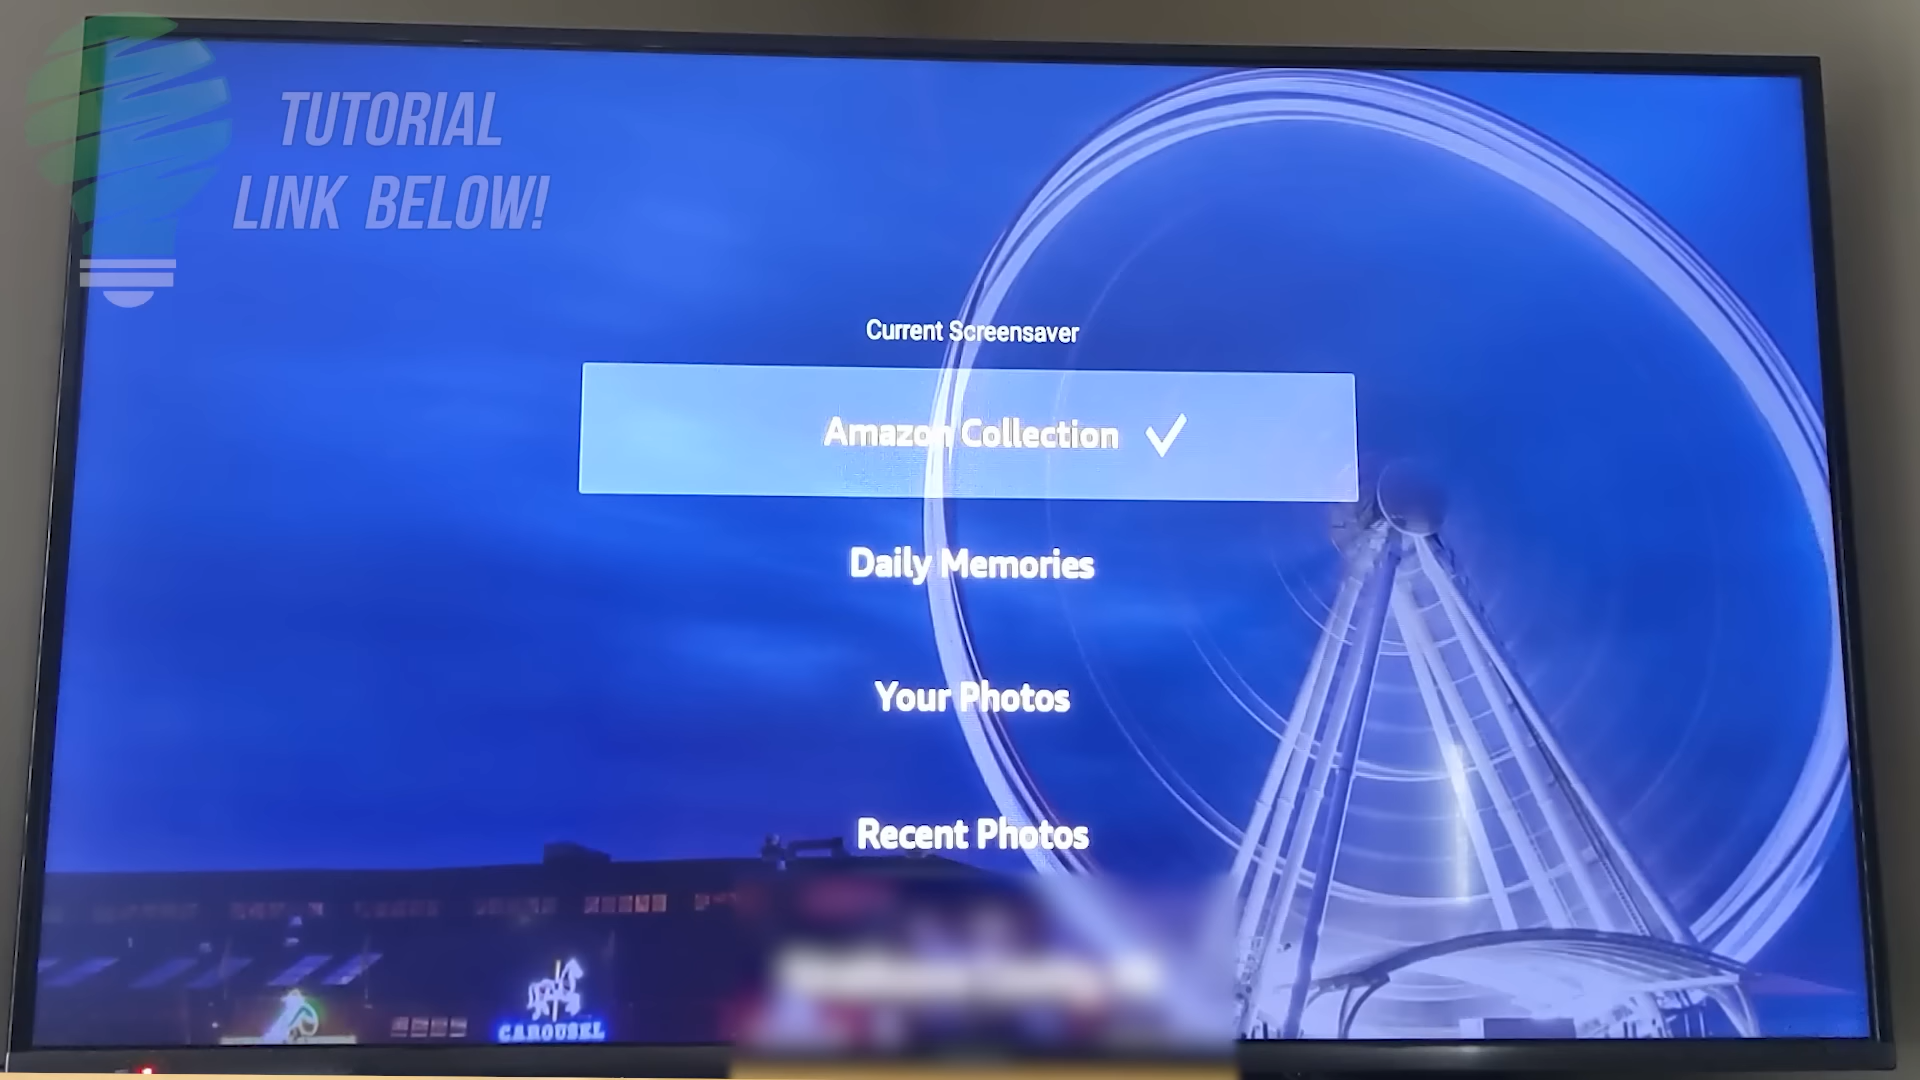 TUTORIAL
LINK BELOW!
Current Screensaver
Amazon Collection
Daily Memories
Your Photos
Recent Photos
CAROUSEL